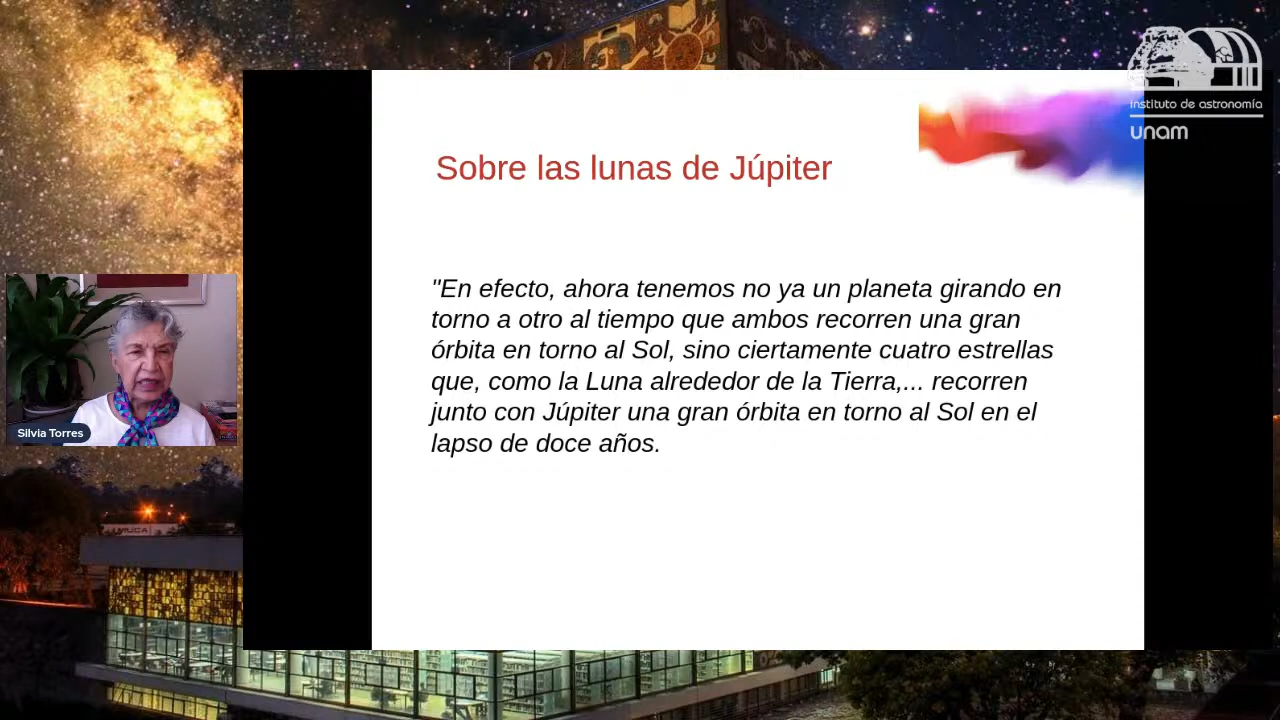 instituto de astronomía
unam
Sobre las lunas de Júpiter
"En efecto, ahora tenemos no ya un planeta girando en
torno a otro al tiempo que ambos recorren una gran
órbita en torno al Sol, sino ciertamente cuatro estrellas
que, como la Luna alrededor de la Tierra,... recorren
junto con Júpiter una gran órbita en torno al Sol en el
lapso de doce años.
Silvia Torres
MUCA